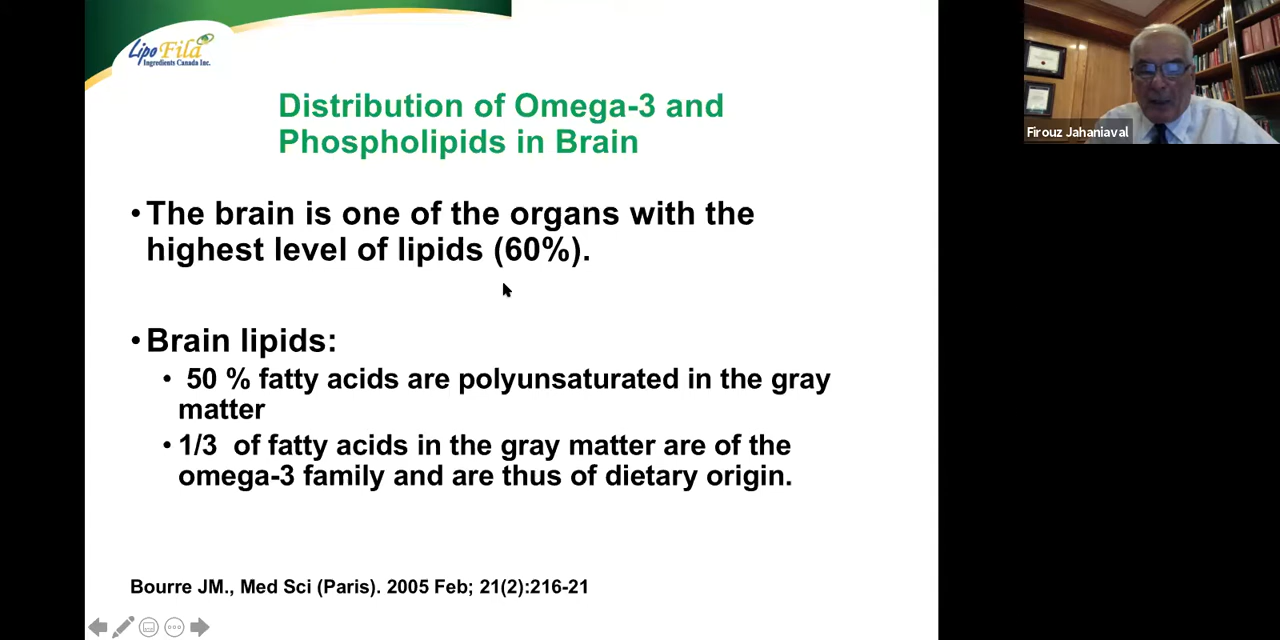 Lipo Fila
Ingredients Canada Inc.
Distribution of Omega-3 and
Phospholipids in Brain
Firouz Jahaniaval
• The brain is one of the organs with the
highest level of lipids (60%).
• Brain lipids:
• 50 % fatty acids are polyunsaturated in the gray
matter
• 1/3 of fatty acids in the gray matter are of the
omega-3 family and are thus of dietary origin.
Bourre JM., Med Sci (Paris). 2005 Feb; 21(2):216-21